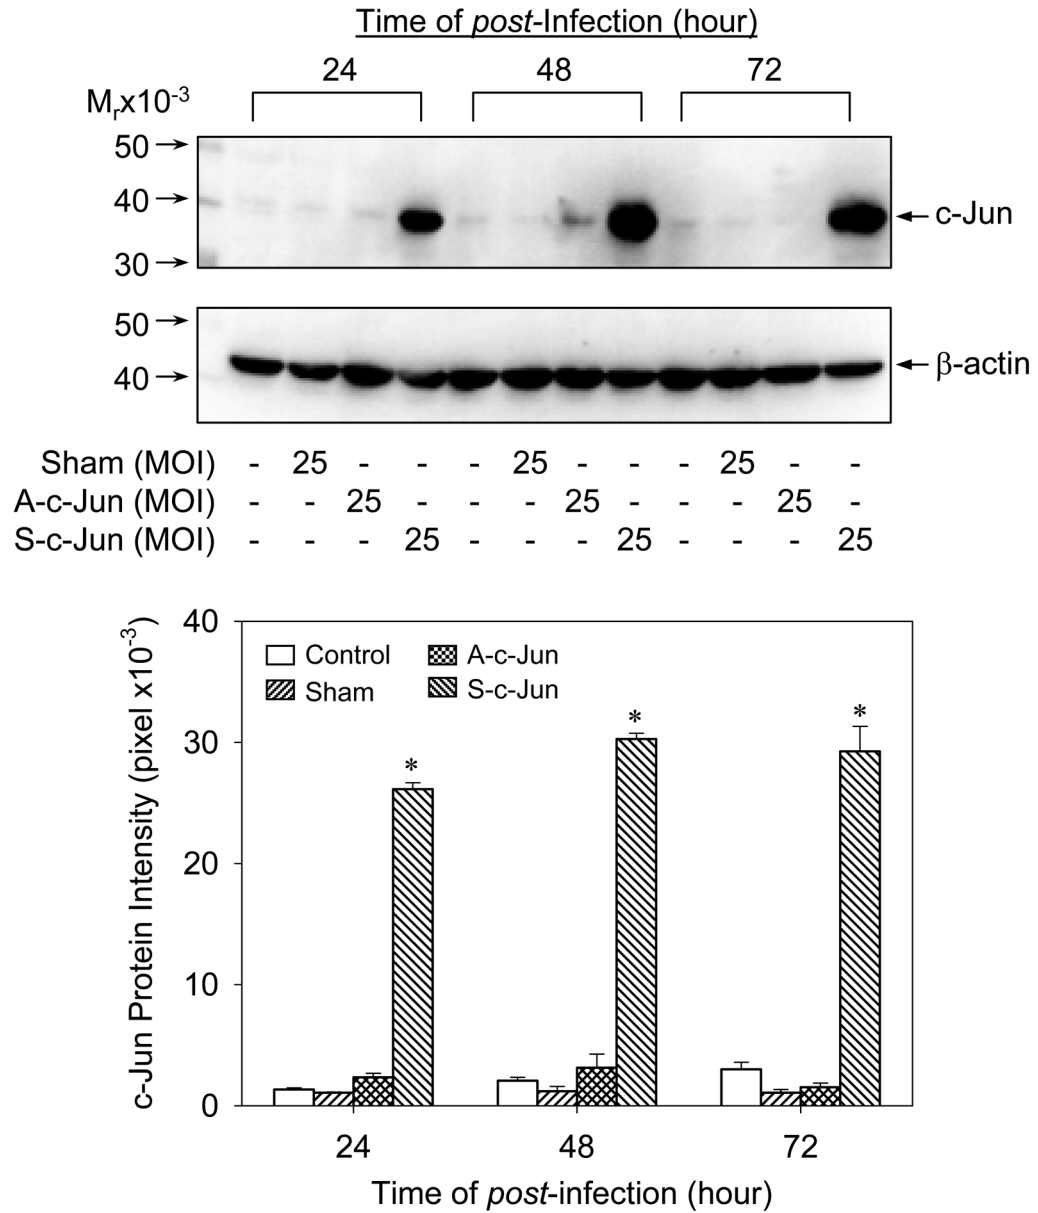 Time of post-Infection (hour)
24 48 72
Mᵣx10⁻³
50
40
c-Jun
30
50
β-actin
40
Sham (MOI) - 25 - - - 25 - - - 25 - -
A-c-Jun (MOI) - - 25 - - - 25 - - - 25 -
S-c-Jun (MOI) - - - 25 - - - 25 - - - 25
c-Jun Protein Intensity (pixel x10⁻³)
40
Control A-c-Jun
Sham S-c-Jun
* * *
30
20
10
0
24 48 72
Time of post-infection (hour)